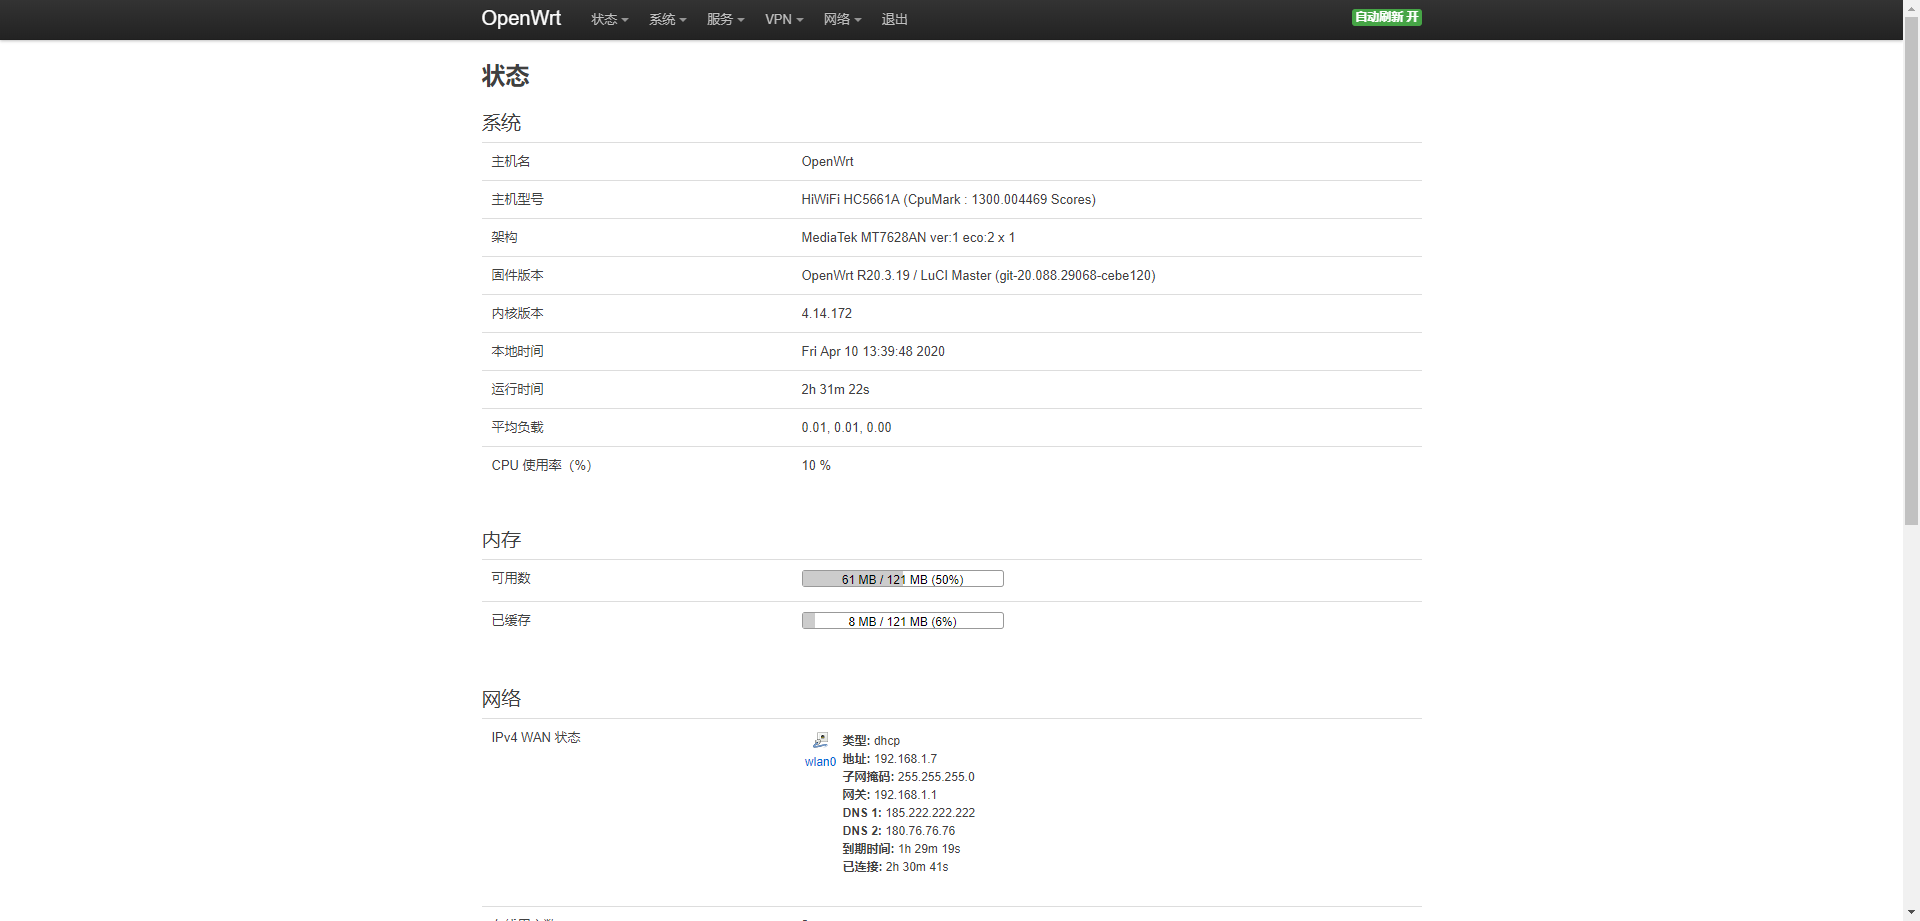 OpenWrt 状态 系统 服务 VPN 网络 退出 自动刷新 开
状态
系统
主机名 OpenWrt
主机型号 HiWiFi HC5661A (CpuMark : 1300.004469 Scores)
架构 MediaTek MT7628AN ver:1 eco:2 x 1
固件版本 OpenWrt R20.3.19 / LuCI Master (git-20.088.29068-cebe120)
内核版本 4.14.172
本地时间 Fri Apr 10 13:39:48 2020
运行时间 2h 31m 22s
平均负载 0.01, 0.01, 0.00
CPU 使用率（%） 10 %
内存
可用数 61 MB / 121 MB (50%)
已缓存 8 MB / 121 MB (6%)
网络
IPv4 WAN 状态
wlan0
类型: dhcp
地址: 192.168.1.7
子网掩码: 255.255.255.0
网关: 192.168.1.1
DNS 1: 185.222.222.222
DNS 2: 180.76.76.76
到期时间: 1h 29m 19s
已连接: 2h 30m 41s